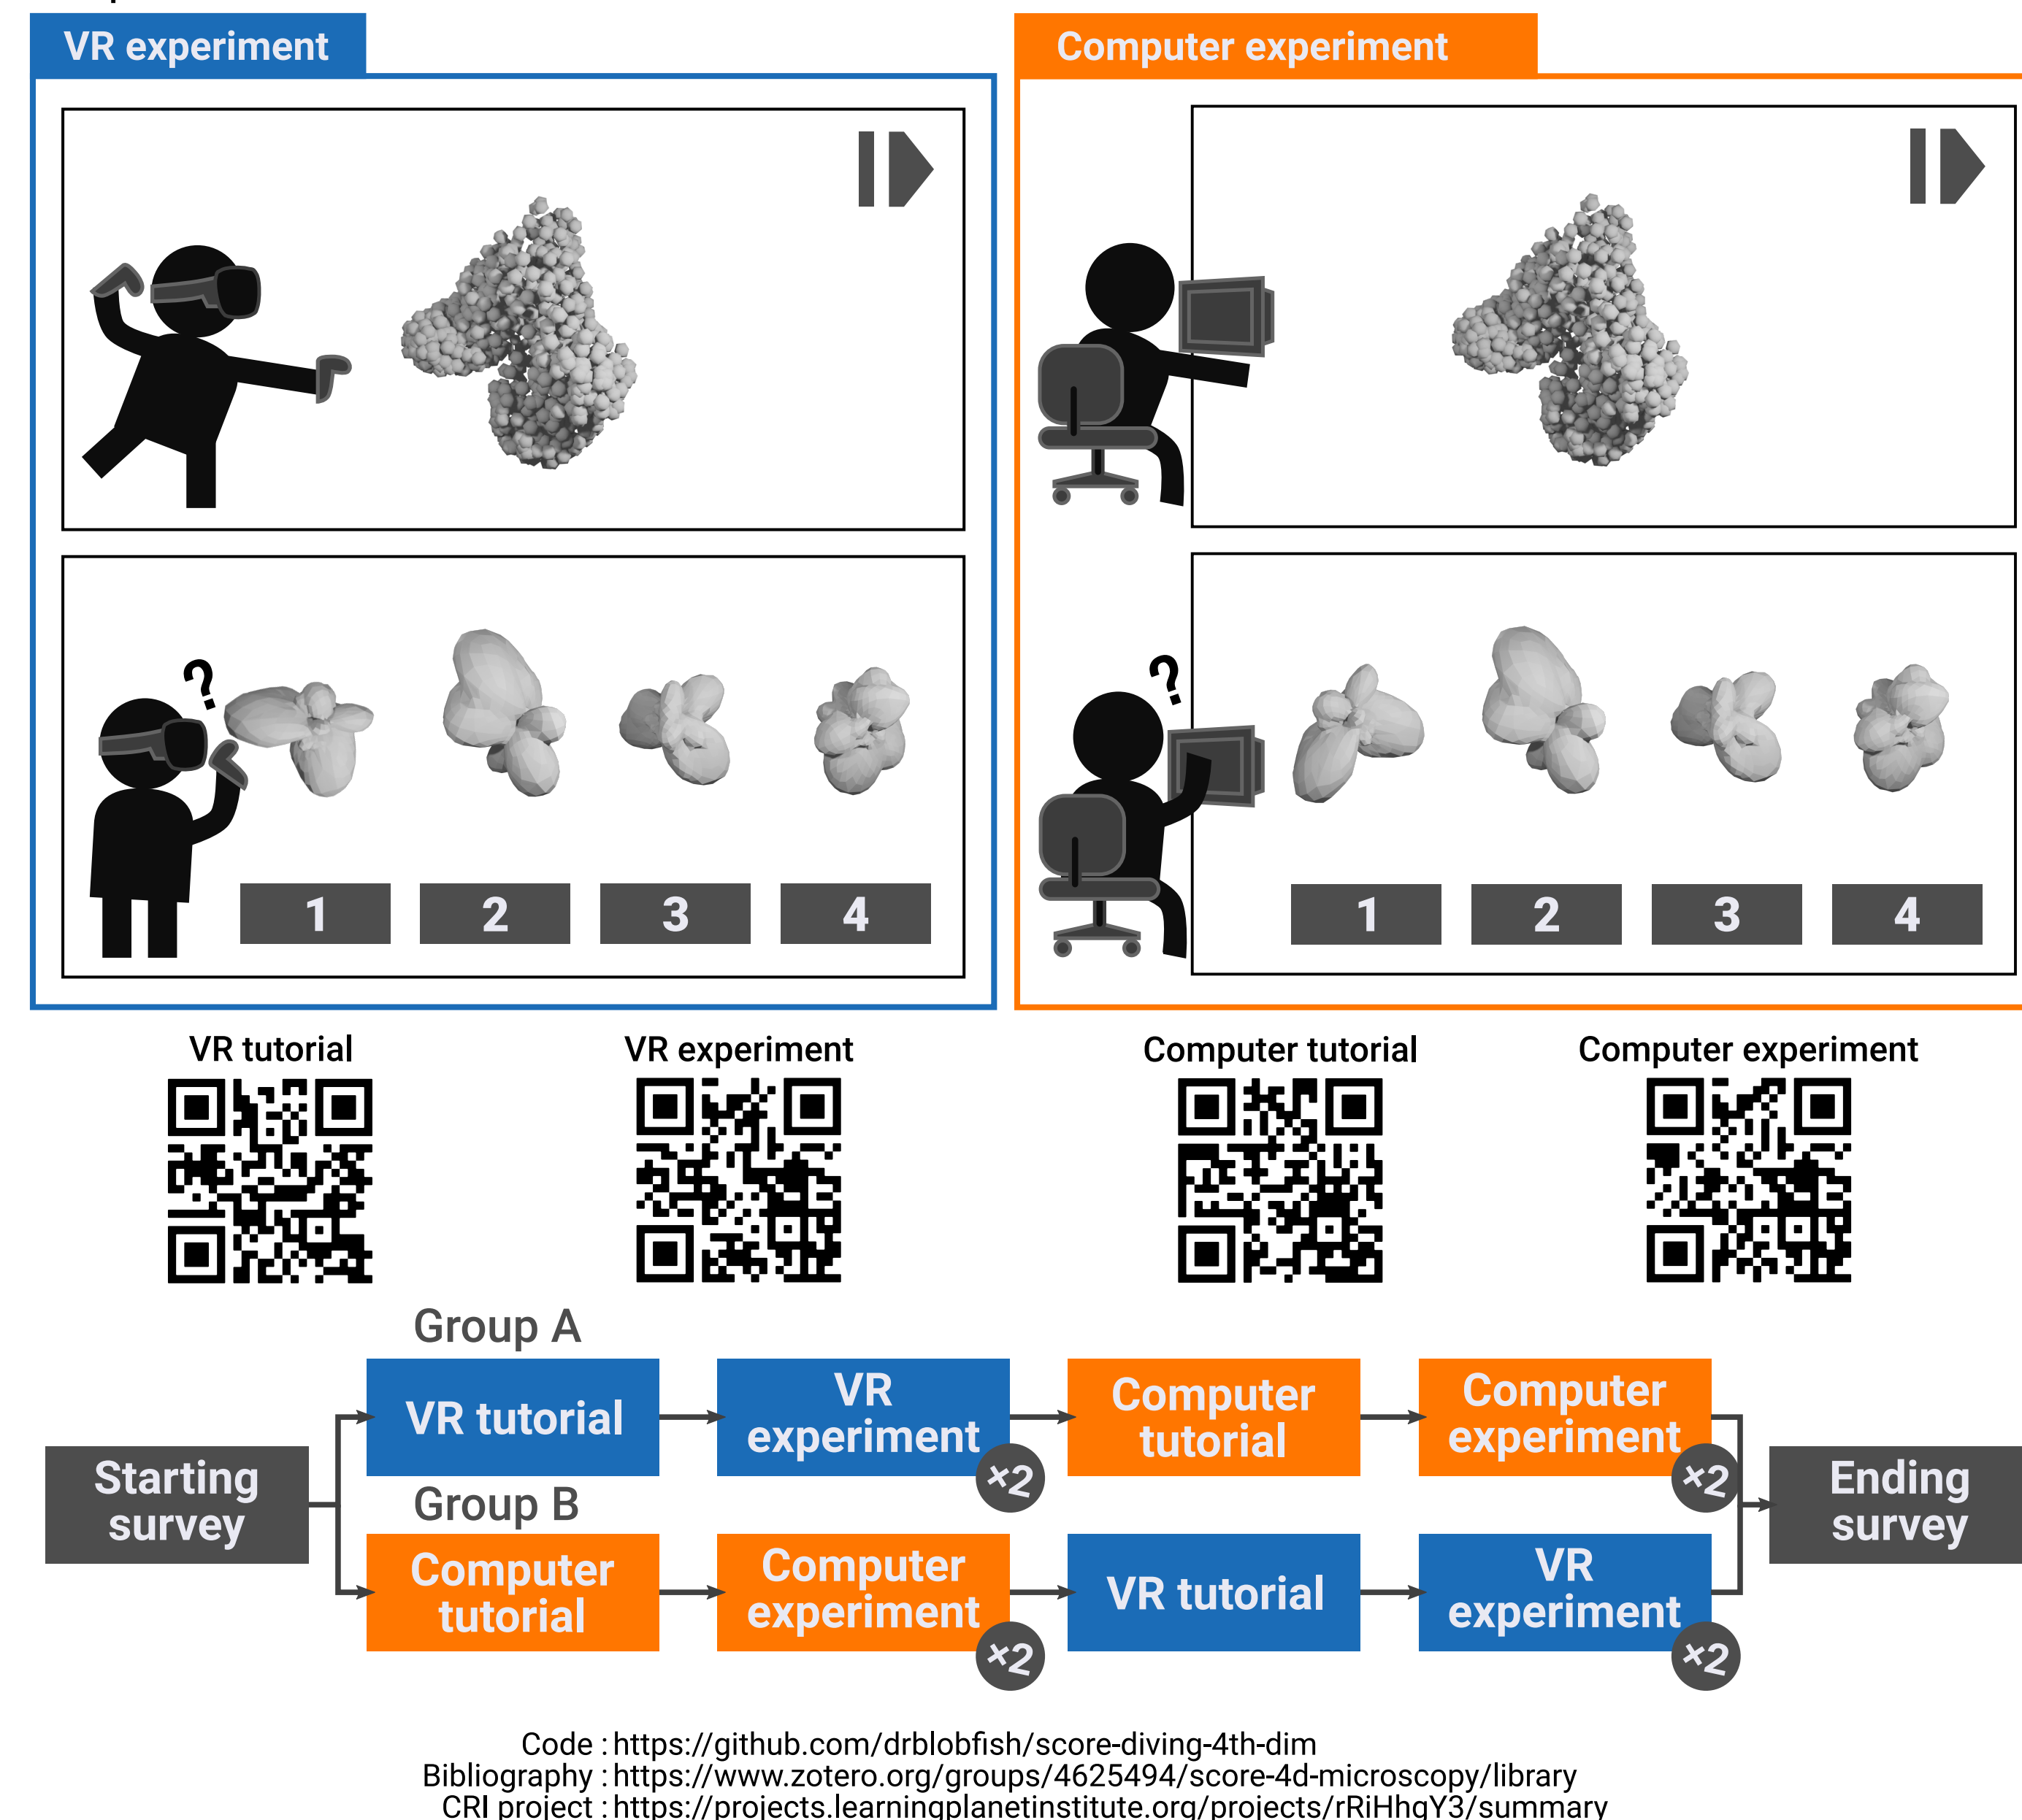 VR experiment
Computer experiment
?
1 2 3 4
?
1 2 3 4
VR tutorial
VR experiment
Computer tutorial
Computer experiment
Group A
VR tutorial
VR
experiment
×2
Computer
tutorial
Computer
experiment
×2
Starting
survey
Ending
survey
Group B
Computer
tutorial
Computer
experiment
×2
VR tutorial
VR
experiment
×2
Code : https://github.com/drblobfish/score-diving-4th-dim
Bibliography : https://www.zotero.org/groups/4625494/score-4d-microscopy/library
CRI project : https://projects.learningplanetinstitute.org/projects/rRiHhgY3/summary